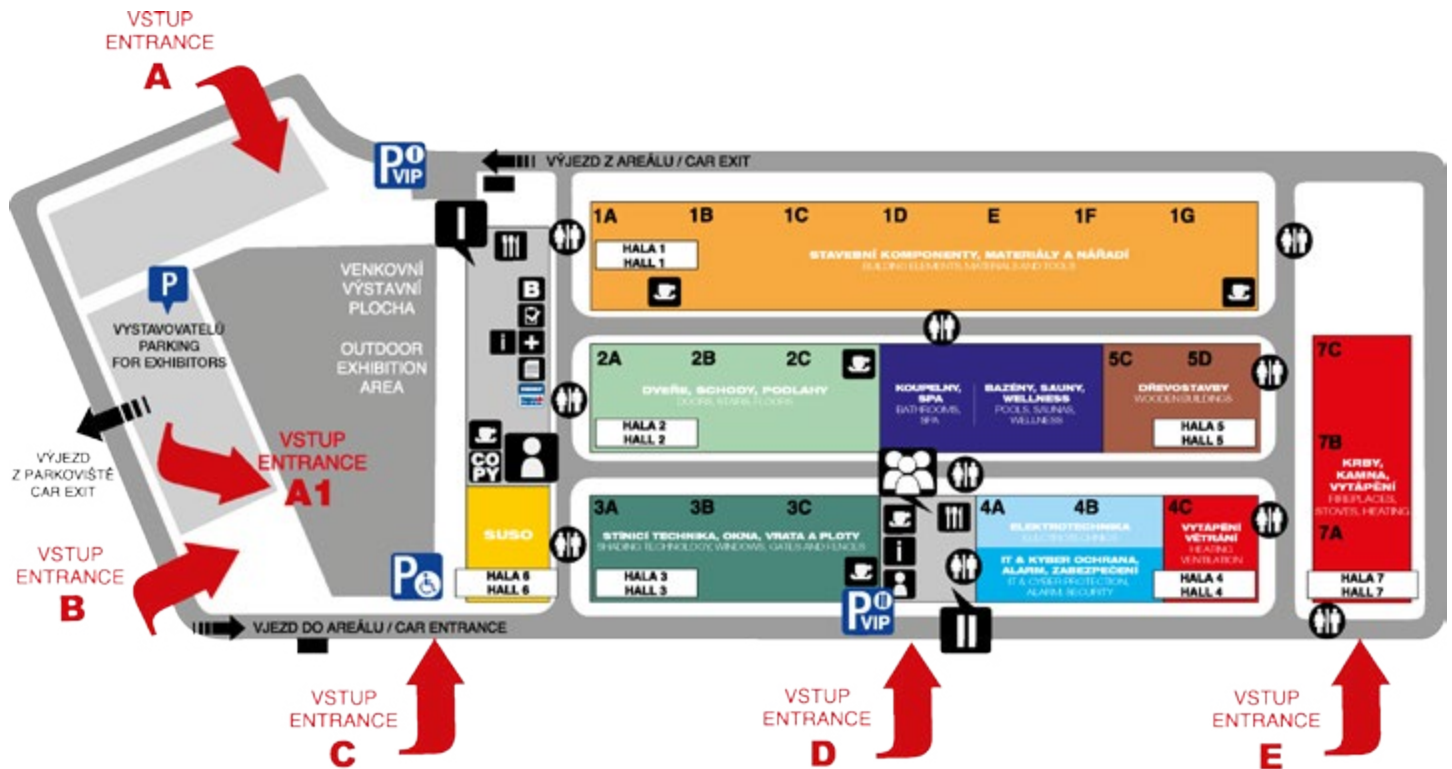 VSTUP
ENTRANCE
A
P
VIP
VÝJEZD Z AREÁLU / CAR EXIT
I
1A
1B
1C
1D
E
1F
1G
HALA 1
HALL 1
STAVEBNÍ KOMPONENTY, MATERIÁLY A NÁŘADÍ
BUILDING ELEMENTS, MATERIALS AND TOOLS
P
VYSTAVOVATELŮ
PARKING
FOR EXHIBITORS
VENKOVNÍ
VÝSTAVNÍ
PLOCHA
OUTDOOR
EXHIBITION
AREA
B
i
2A
2B
2C
DVEŘE, SCHODY, PODLAHY
DOORS, STAIRS, FLOORS
HALA 2
HALL 2
KOUPELNY,
SPA
BATHROOMS,
SPA
BAZÉNY, SAUNY,
WELLNESS
POOLS, SAUNAS,
WELLNESS
5C
5D
DŘEVOSTAVBY
WOODEN BUILDINGS
HALA 5
HALL 5
7C
7B
KRBY,
KAMNA,
VYTÁPĚNÍ
FIREPLACES,
STOVES, HEATING
7A
HALA 7
HALL 7
VÝJEZD
Z PARKOVIŠTĚ
CAR EXIT
VSTUP
ENTRANCE
A1
COPY
SUSO
HALA 6
HALL 6
3A
3B
3C
STÍNICÍ TECHNIKA, OKNA, VRATA A PLOTY
SHADING TECHNOLOGY, WINDOWS, GATES AND FENCES
HALA 3
HALL 3
i
4A
4B
ELEKTROTECHNIKA
ELECTROTECHNICS
IT & KYBER OCHRANA,
ALARM, ZABEZPEČENÍ
IT & CYBER PROTECTION,
ALARM, SECURITY
4C
VYTÁPĚNÍ
VĚTRÁNÍ
HEATING
VENTILATION
HALA 4
HALL 4
VSTUP
ENTRANCE
B
P
P II
VIP
II
VJEZD DO AREÁLU / CAR ENTRANCE
VSTUP
ENTRANCE
C
VSTUP
ENTRANCE
D
VSTUP
ENTRANCE
E